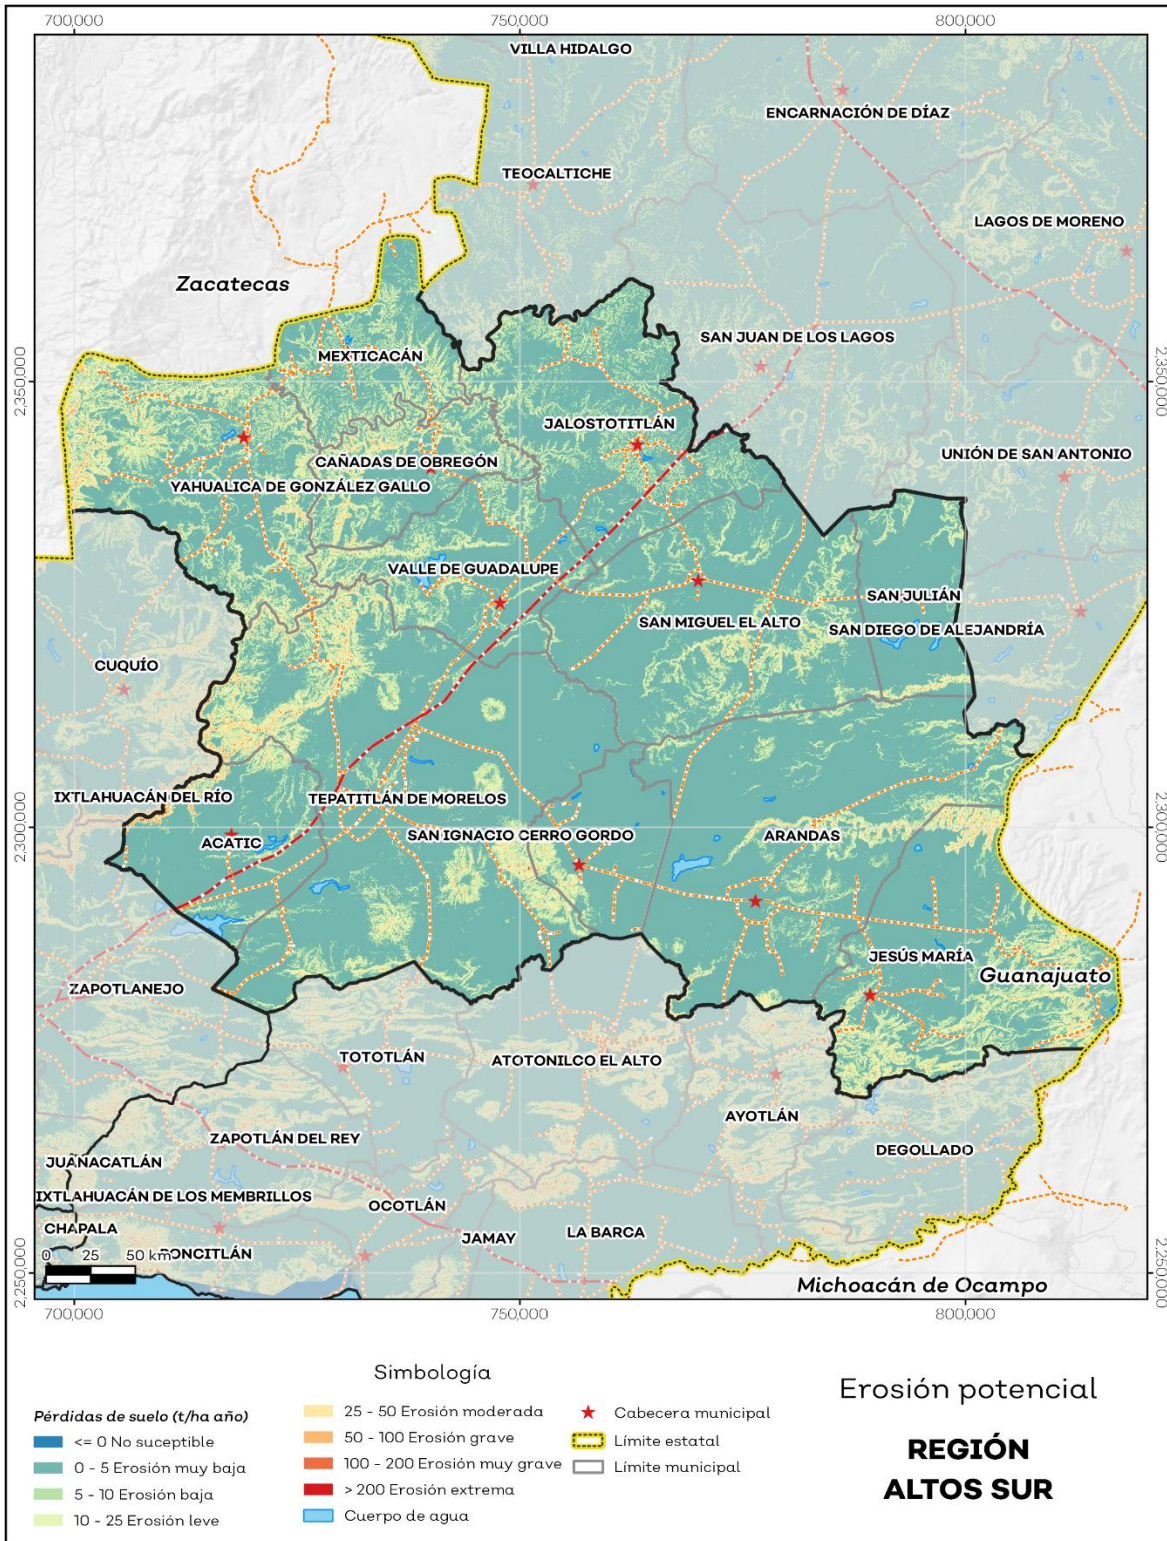 700,000
750,000
800,000
VILLA HIDALGO
ENCARNACIÓN DE DÍAZ
TEOCALTICHE
LAGOS DE MORENO
Zacatecas
SAN JUAN DE LOS LAGOS
MEXTICACÁN
2,350,000
2,350,000
JALOSTOTITLÁN
UNIÓN DE SAN ANTONIO
CAÑADAS DE OBREGÓN
YAHUALICA DE GONZÁLEZ GALLO
VALLE DE GUADALUPE
SAN JULIÁN
SAN MIGUEL EL ALTO
SAN DIEGO DE ALEJANDRÍA
CUQUÍO
IXTLAHUACÁN DEL RÍO
TEPATITLÁN DE MORELOS
2,300,000
2,300,000
ACATIC
SAN IGNACIO CERRO GORDO
ARANDAS
JESÚS MARÍA
Guanajuato
ZAPOTLANEJO
TOTOTLÁN
ATOTONILCO EL ALTO
AYOTLÁN
ZAPOTLÁN DEL REY
DEGOLLADO
JUANACATLÁN
IXTLAHUACÁN DE LOS MEMBRILLOS
OCOTLÁN
CHAPALA
JAMAY
LA BARCA
PONCITLÁN
0 25 50 km
2,250,000
2,250,000
Michoacán de Ocampo
700,000
750,000
800,000
Simbología
Pérdidas de suelo (t/ha año)
<= 0 No suceptible
0 - 5 Erosión muy baja
5 - 10 Erosión baja
10 - 25 Erosión leve
25 - 50 Erosión moderada
50 - 100 Erosión grave
100 - 200 Erosión muy grave
> 200 Erosión extrema
Cuerpo de agua
Cabecera municipal
Límite estatal
Límite municipal
Erosión potencial
REGIÓN
ALTOS SUR